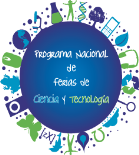 Programa Nacional
de
Ferias de
Ciencia y Tecnología